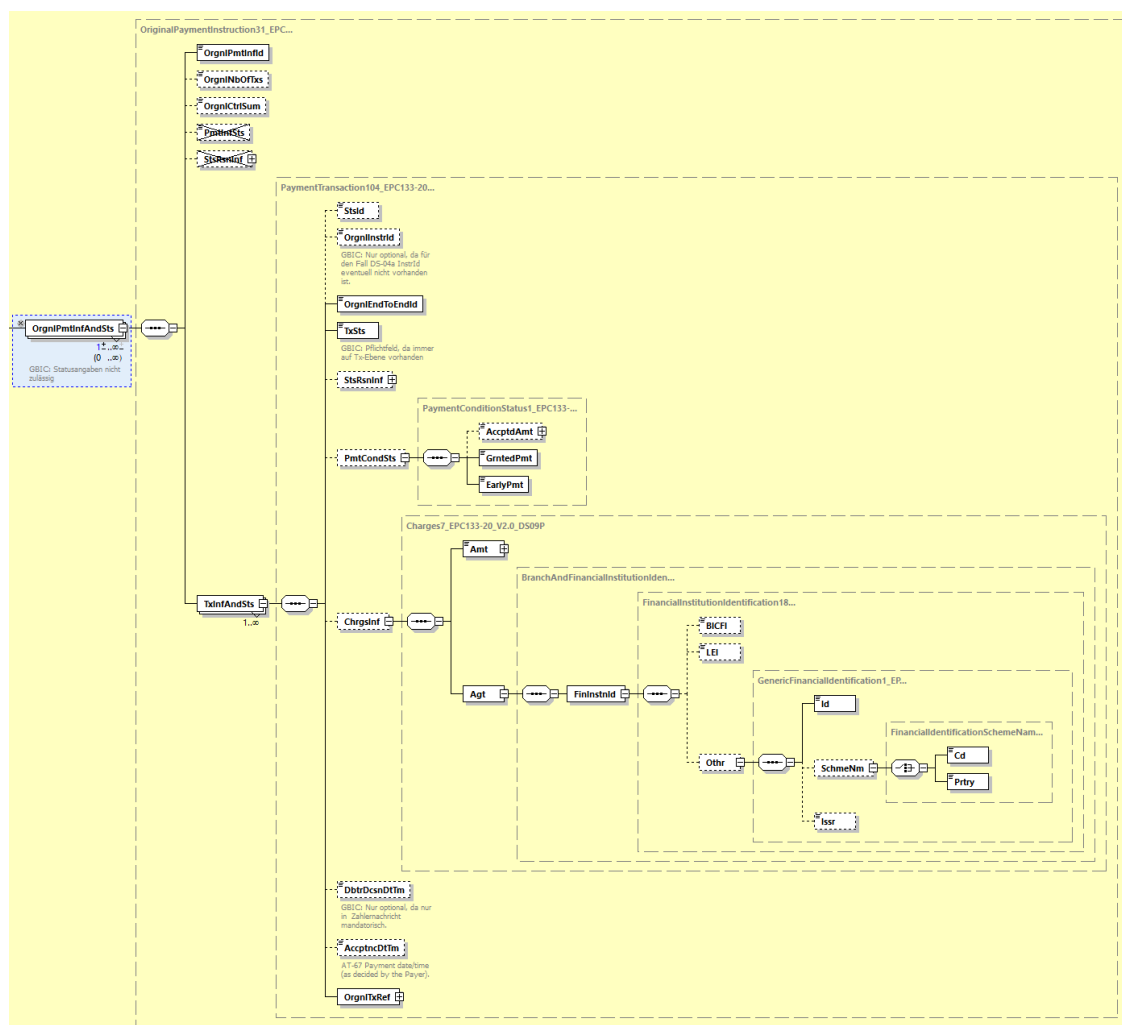 OriginalPaymentInstruction31_EPC...
OrgnlPmtInfId
OrgnlNbOfTxs
OrgnlCtrlSum
PmtInfSts
StsRsnInf
PaymentTransaction104_EPC133-20...
StsId
OrgnlInstrId
GBIC: Nur optional, da für
den Fall DS-04a InstrId
eventuell nicht vorhanden
ist.
OrgnlEndToEndId
OrgnlPmtInfAndSts
1..∞
(0 ..∞)
GBIC: Statusangaben nicht
zulässig
TxSts
GBIC: Pflichtfeld, da immer
auf Tx-Ebene vorhanden
StsRsnInf
PaymentConditionStatus1_EPC133-...
AccptdAmt
PmtCondSts
GrntedPmt
EarlyPmt
Charges7_EPC133-20_V2.0_DS09P
Amt
BranchAndFinancialInstitutionIden...
FinancialInstitutionIdentification18...
TxInfAndSts
1..∞
ChrgsInf
BICFI
LEI
GenericFinancialIdentification1_EP...
Agt
FinInstnId
Id
FinancialIdentificationSchemeNam...
Othr
SchmeNm
Cd
Prtry
Issr
DbtrDcsnDtTm
GBIC: Nur optional, da nur
in Zahlernachricht
mandatorisch.
AccptncDtTm
AT-67 Payment date/time
(as decided by the Payer).
OrgnlTxRef